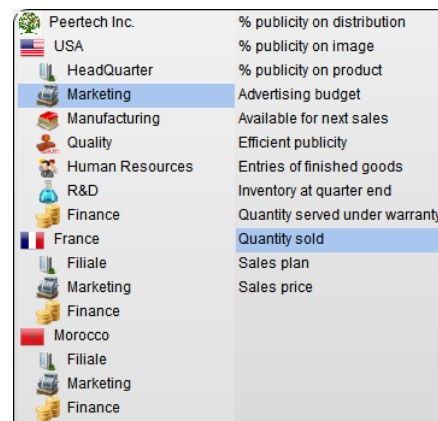 Peertech Inc.
USA
HeadQuarter
Marketing
Manufacturing
Quality
Human Resources
R&D
Finance
France
Filiale
Marketing
Finance
Morocco
Filiale
Marketing
Finance
% publicity on distribution
% publicity on image
% publicity on product
Advertising budget
Available for next sales
Efficient publicity
Entries of finished goods
Inventory at quarter end
Quantity served under warranty
Quantity sold
Sales plan
Sales price